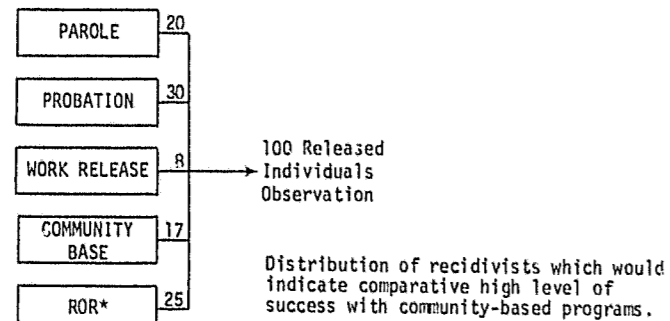 PAROLE 20
PROBATION 30
WORK RELEASE 8
100 Released
Individuals
Observation
COMMUNITY
BASE 17
Distribution of recidivists which would
indicate comparative high level of
success with community-based programs.
ROR* 25